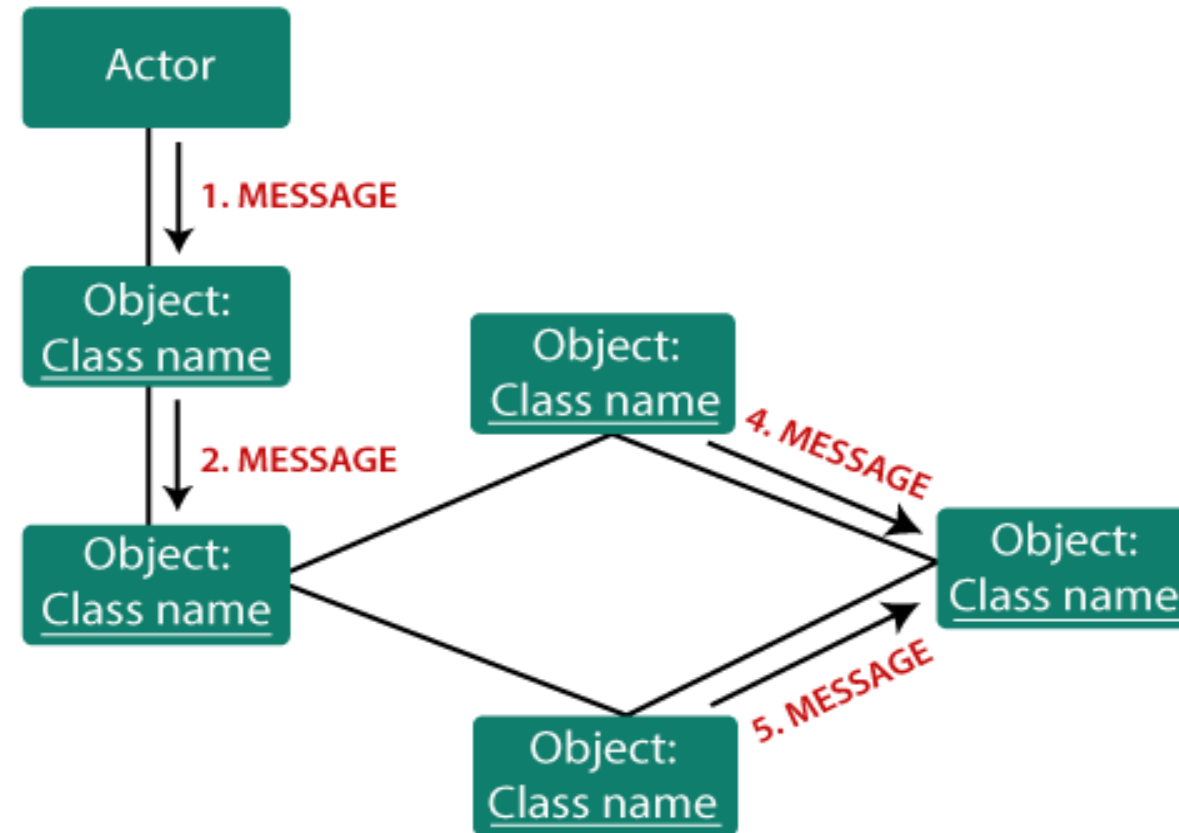 Actor
1. MESSAGE
Object:
Class name
2. MESSAGE
Object:
Class name
Object:
Class name
4. MESSAGE
Object:
Class name
5. MESSAGE
Object:
Class name